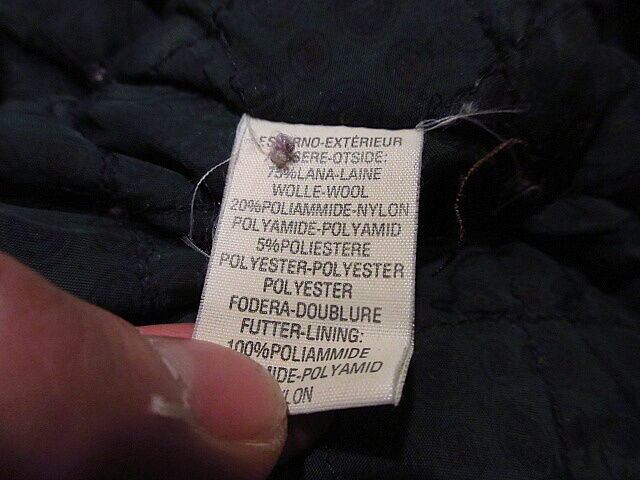 ESTERNO-EXTÉRIEUR
SERE-OTSIDE:
75%LANA-LAINE
WOLLE-WOOL
20%POLIAMMIDE-NYLON
POLYAMIDE-POLYAMID
5%POLIESTERE
POLYESTER-POLYESTER
POLYESTER
FODERA-DOUBLURE
FUTTER-LINING:
100%POLIAMMIDE
MIDE-POLYAMID
LON